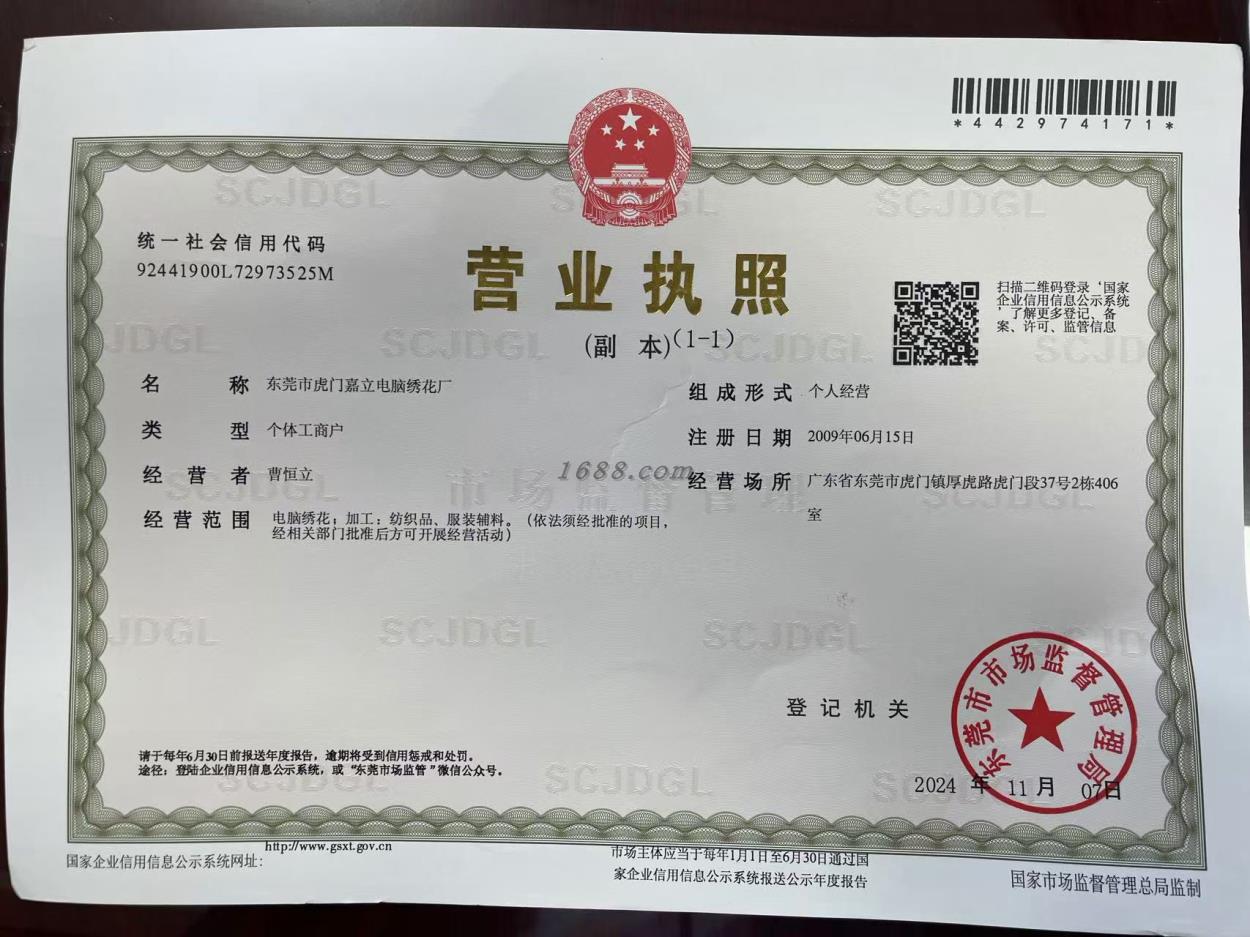 *442974171*
统一社会信用代码
92441900L72973525M
营业执照
(副 本)(1-1)
扫描二维码登录‘国家
企业信用信息公示系统
’了解更多登记、备
案、许可、监管信息
名 称 东莞市虎门嘉立电脑绣花厂
组成形式 个人经营
类 型 个体工商户
注册日期 2009年06月15日
经营者 曹恒立
经营场所 广东省东莞市虎门镇厚虎路虎门段37号2栋406
室
经营范围 电脑绣花；加工：纺织品、服装辅料。（依法须经批准的项目，
经相关部门批准后方可开展经营活动）
1688.com
市场监督管理
SCJDGL
登记机关
东莞市市场监督管理局
2024 年 11 月 07日
请于每年6月30日前报送年度报告，逾期将受到信用惩戒和处罚。
途径：登陆企业信用信息公示系统，或“东莞市场监管”微信公众号。
国家企业信用信息公示系统网址：
http://www.gsxt.gov.cn
市场主体应当于每年1月1日至6月30日通过国
家企业信用信息公示系统报送公示年度报告
国家市场监督管理总局监制